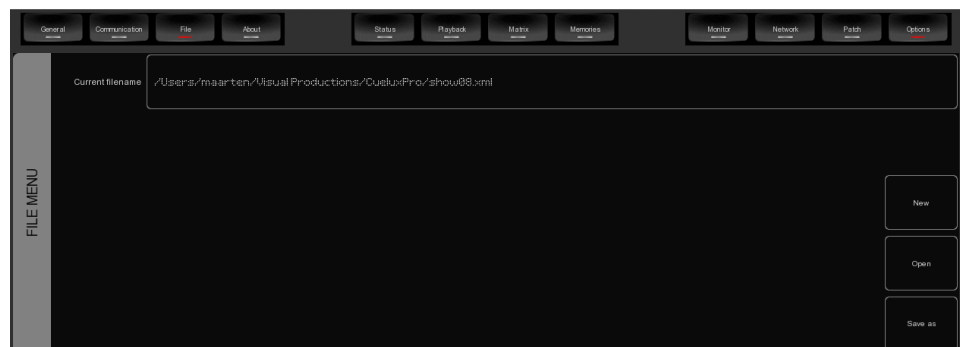 General Communication File About Status Playback Matrix Memories Monitor Network Patch Options
Current filename /Users/maarten/Visual Productions/CueluxPro/show08.xml
FILE MENU
New
Open
Save as